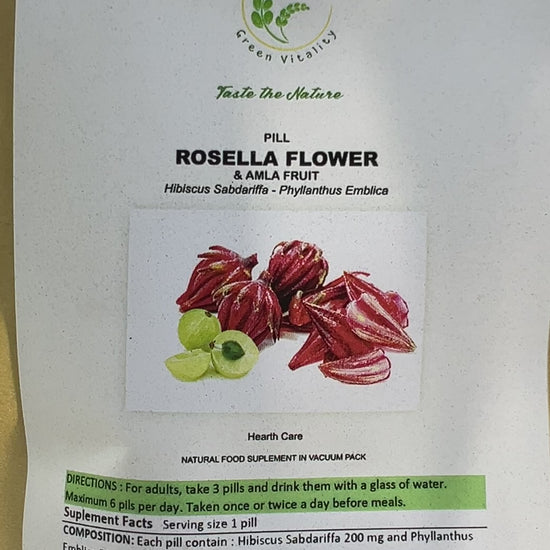 Green Vitality
Taste the Nature
PILL
ROSELLA FLOWER
& AMLA FRUIT
Hibiscus Sabdariffa - Phyllanthus Emblica
Hearth Care
NATURAL FOOD SUPLEMENT IN VACUUM PACK
DIRECTIONS : For adults, take 3 pills and drink them with a glass of water.
Maximum 6 pils per day. Taken once or twice a day before meals.
Suplement Facts Serving size 1 pill
COMPOSITION: Each pill contain : Hibiscus Sabdariffa 200 mg and Phyllanthus